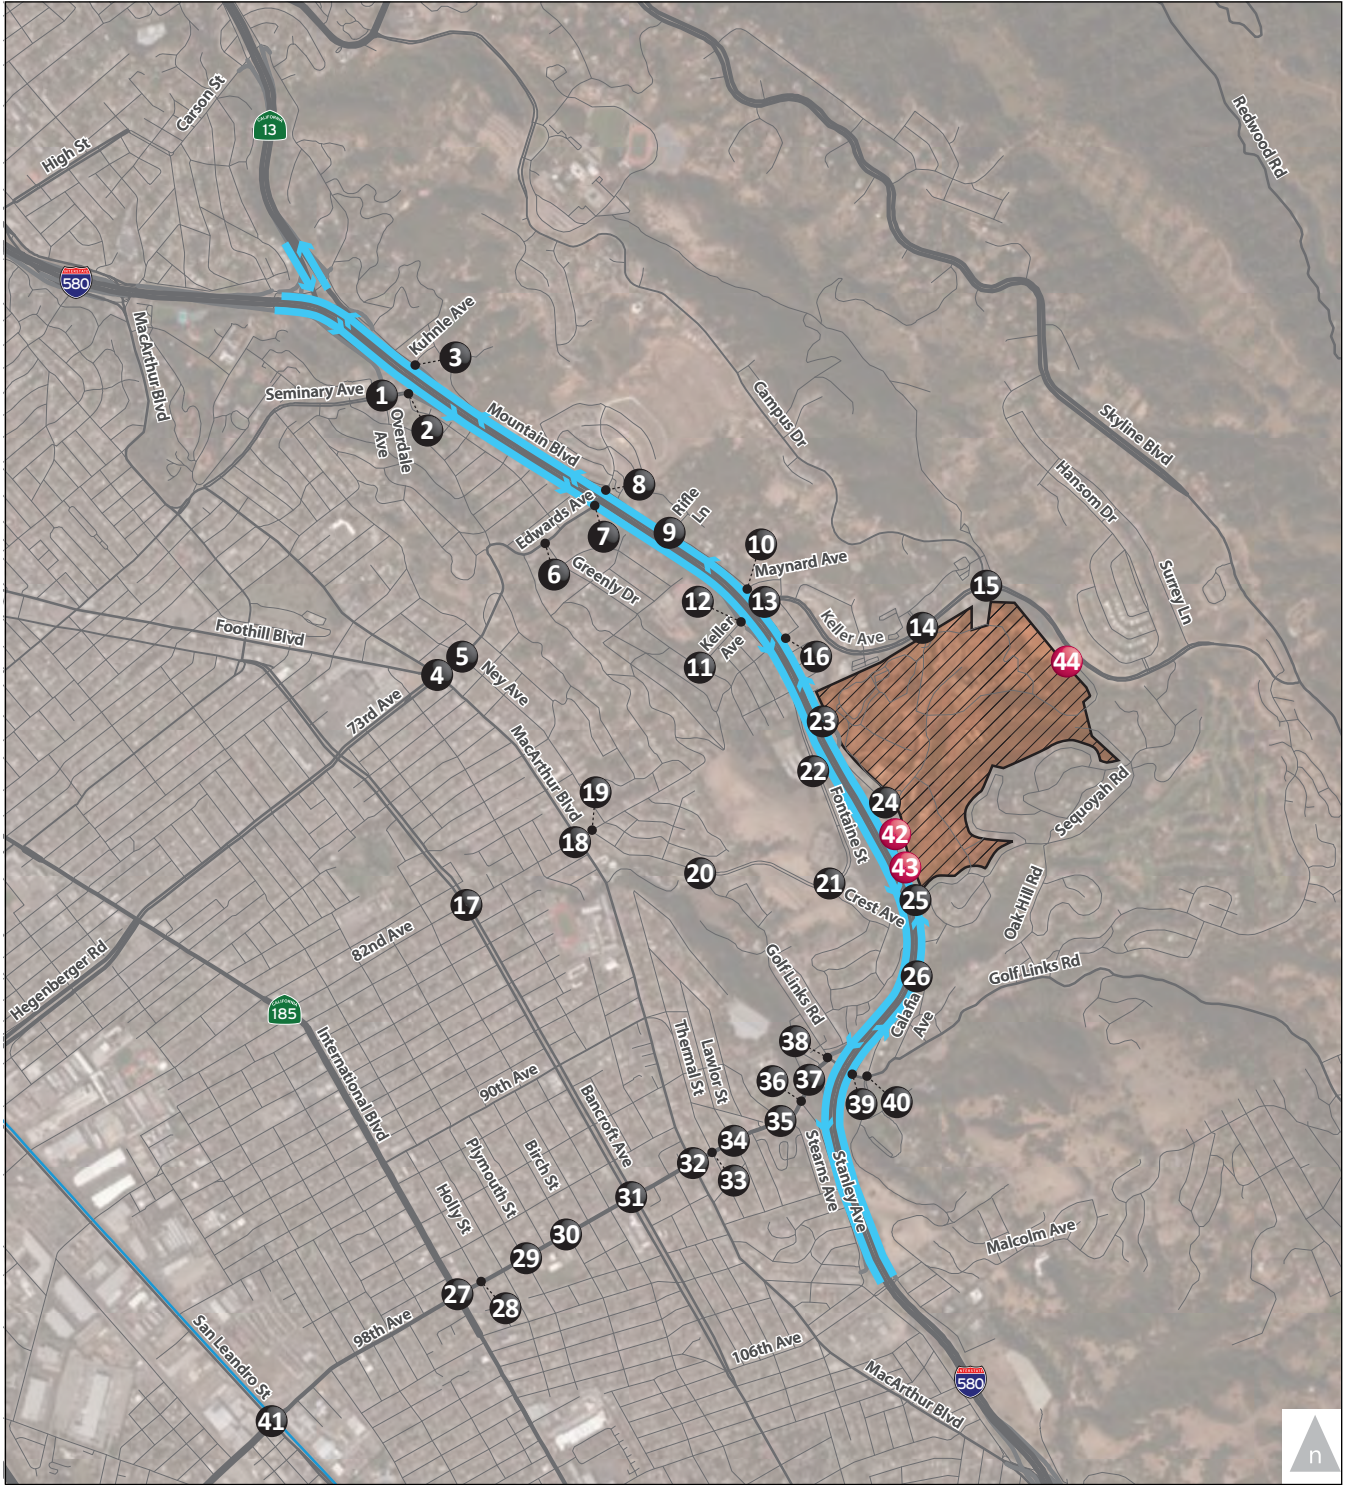 Carson St
High St
CALIFORNIA
13
Redwood Rd
INTERSTATE
580
MacArthur Blvd
Kuhnle Ave
3
Seminary Ave
1
Overdale
Ave
2
Mountain Blvd
Campus Dr
Skyline Blvd
Hansom Dr
Surrey Ln
8
Edwards Ave
7
Rifle
Ln
9
6
Greenly Dr
10
Maynard Ave
12
13
Keller
Ave
11
16
Keller Ave
14
15
44
Foothill Blvd
5
4
Ney Ave
73rd Ave
MacArthur Blvd
23
22
Fontaine St
24
42
43
Sequoyah Rd
19
18
20
21
Crest Ave
25
Oak Hill Rd
17
82nd Ave
Hegenberger Rd
Golf Links Rd
26
Calafia
Ave
Golf Links Rd
CALIFORNIA
185
International Blvd
Thermal St
Lawlor St
38
36
37
39
40
90th Ave
Bancroft Ave
35
34
32
33
Stearns Ave
Stanley Ave
Birch St
Plymouth St
Holly St
31
30
29
27
28
Malcolm Ave
98th Ave
San Leandro St
41
106th Ave
MacArthur Blvd
580
n